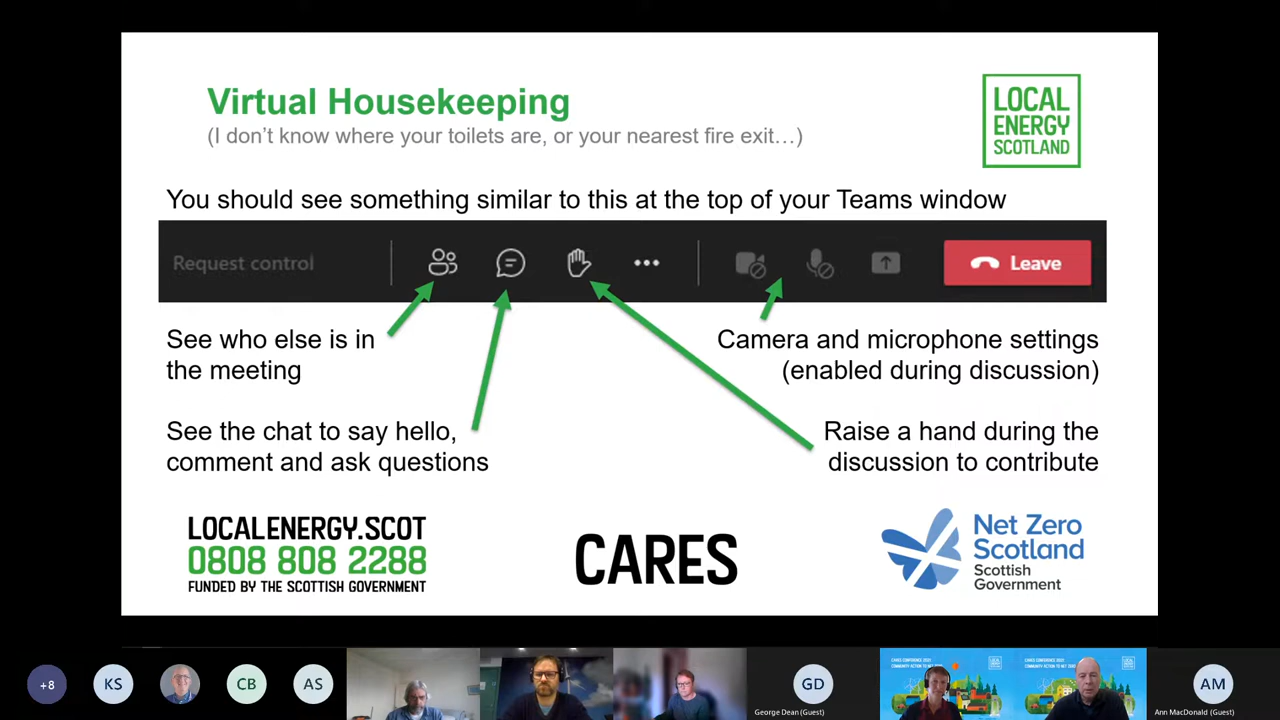 Virtual Housekeeping
(I don't know where your toilets are, or your nearest fire exit…)
LOCAL
ENERGY
SCOTLAND
You should see something similar to this at the top of your Teams window
Request control
Leave
See who else is in
the meeting
Camera and microphone settings
(enabled during discussion)
See the chat to say hello,
comment and ask questions
Raise a hand during the
discussion to contribute
LOCALENERGY.SCOT
0808 808 2288
FUNDED BY THE SCOTTISH GOVERNMENT
CARES
Net Zero
Scotland
Scottish
Government
+8
KS
CB
AS
GD
George Dean (Guest)
AM
Ann MacDonald (Guest)